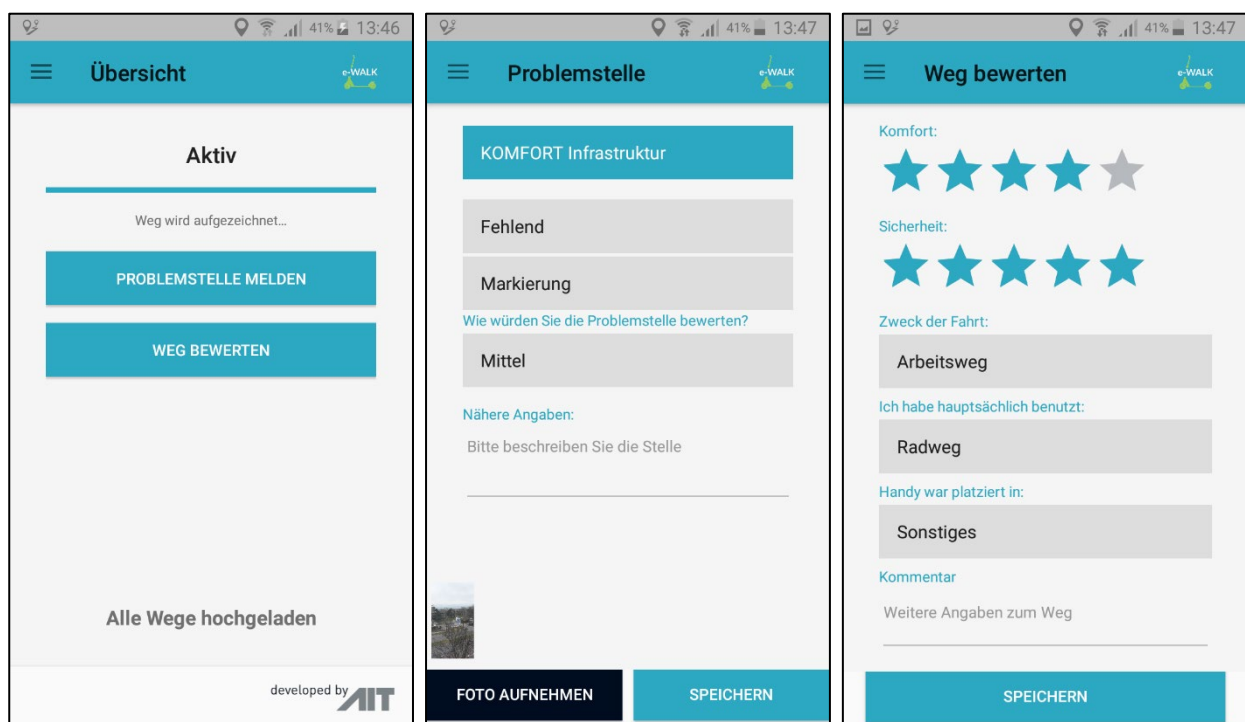 41% 13:46
Übersicht
e-WALK
Aktiv
Weg wird aufgezeichnet…
PROBLEMSTELLE MELDEN
WEG BEWERTEN
Alle Wege hochgeladen
developed by AIT
41% 13:47
Problemstelle
e-WALK
KOMFORT Infrastruktur
Fehlend
Markierung
Wie würden Sie die Problemstelle bewerten?
Mittel
Nähere Angaben:
Bitte beschreiben Sie die Stelle
FOTO AUFNEHMEN SPEICHERN
41% 13:47
Weg bewerten
e-WALK
Komfort:
Sicherheit:
Zweck der Fahrt:
Arbeitsweg
Ich habe hauptsächlich benutzt:
Radweg
Handy war platziert in:
Sonstiges
Kommentar
Weitere Angaben zum Weg
SPEICHERN